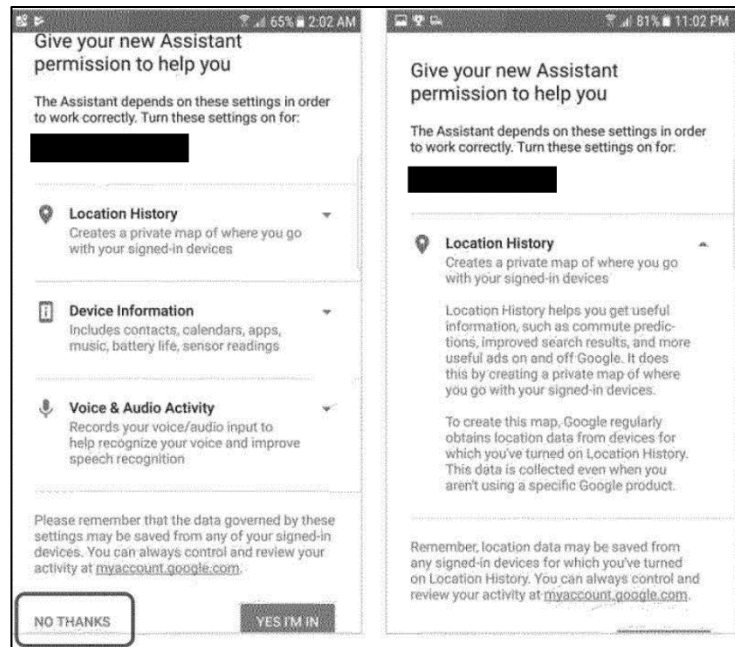 65% 2:02 AM
Give your new Assistant
permission to help you
The Assistant depends on these settings in order
to work correctly. Turn these settings on for:
Location History
Creates a private map of where you go
with your signed-in devices
Device Information
Includes contacts, calendars, apps,
music, battery life, sensor readings
Voice & Audio Activity
Records your voice/audio input to
help recognize your voice and improve
speech recognition
Please remember that the data governed by these
settings may be saved from any of your signed-in
devices. You can always control and review your
activity at myaccount.google.com.
NO THANKS
YES I'M IN
81% 11:02 PM
Give your new Assistant
permission to help you
The Assistant depends on these settings in order
to work correctly. Turn these settings on for:
Location History
Creates a private map of where you go
with your signed-in devices
Location History helps you get useful
information, such as commute predic-
tions, improved search results, and more
useful ads on and off Google. It does
this by creating a private map of where
you go with your signed-in devices.
To create this map, Google regularly
obtains location data from devices for
which you've turned on Location History.
This data is collected even when you
aren't using a specific Google product.
Remember, location data may be saved from
any signed-in devices for which you've turned
on Location History. You can always control and
review your activity at myaccount.google.com.